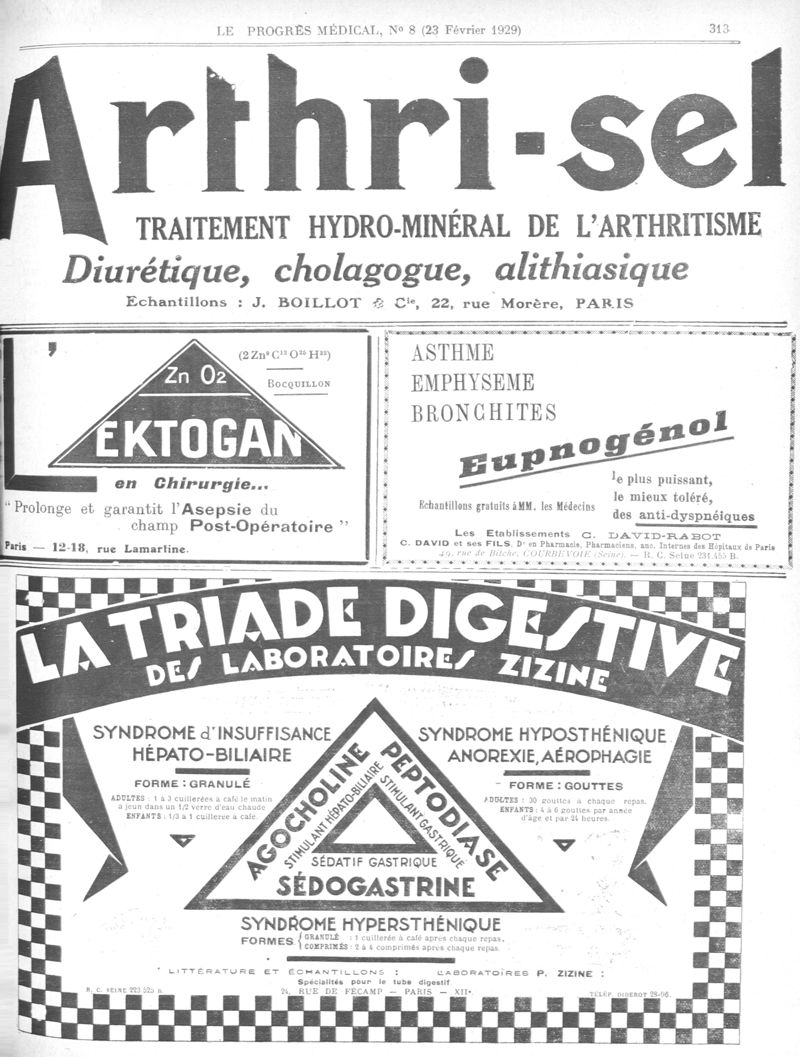 LE PROGRÈS MÉDICAL, No 8 (23 Février 1929) 313
Arthri-sel
TRAITEMENT HYDRO-MINÉRAL DE L'ARTHRITISME
Diurétique, cholagogue, alithiasique
Echantillons : J. BOILLOT & Cie, 22, rue Morère, PARIS
L'EKTOGAN
Zn O2
(2 Zn9 C12 O25 H35)
BOCQUILLON
en Chirurgie...
"Prolonge et garantit l'Asepsie du
champ Post-Opératoire"
Paris — 12-18, rue Lamartine.
ASTHME
EMPHYSEME
BRONCHITES
Eupnogénol
le plus puissant,
le mieux toléré,
des anti-dyspnéiques
Echantillons gratuits à MM. les Médecins
Les Etablissements C. DAVID-RABOT
C. DAVID et ses FILS, Drs en Pharmacie, Pharmaciens, anc. Internes des Hôpitaux de Paris
49, rue de Bitche, COURBEVOIE (Seine). — R. C. Seine 231.455 B.
LA TRIADE DIGESTIVE
DES LABORATOIRES ZIZINE
SYNDROME d'INSUFFISANCE
HÉPATO-BILIAIRE
FORME : GRANULÉ
ADULTES : 1 à 3 cuillerées à café le matin
à jeun dans un 1/2 verre d'eau chaude
ENFANTS : 1/3 à 1 cuillerée à café.
SYNDROME HYPOSTHÉNIQUE
ANOREXIE, AÉROPHAGIE
FORME : GOUTTES
ADULTES : 30 gouttes à chaque repas.
ENFANTS : 4 à 6 gouttes par année
d'âge et par 24 heures.
AGOCHOLINE
STIMULANT HÉPATO-BILIAIRE
PEPTODIASE
STIMULANT GASTRIQUE
SÉDATIF GASTRIQUE
SÉDOGASTRINE
SYNDROME HYPERSTHÉNIQUE
FORMES { GRANULÉ : 1 cuillerée à café après chaque repas.
COMPRIMÉS : 2 à 4 comprimés après chaque repas.
LITTÉRATURE ET ÉCHANTILLONS : LABORATOIRES P. ZIZINE :
Spécialités pour le tube digestif
R. C. SEINE 223 525 B. 24, RUE DE FÉCAMP — PARIS — XIIe. TÉLÉP. DIDEROT 28-96.